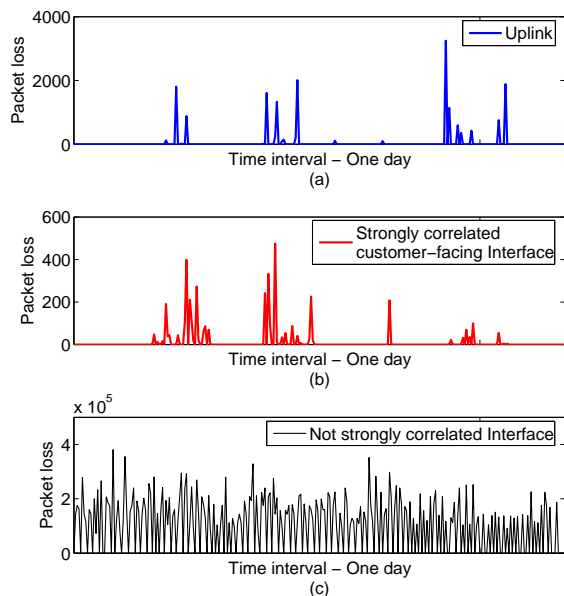 4000
2000
0
Packet loss
Uplink
Time interval − One day
(a)
600
400
200
0
Packet loss
Strongly correlated
customer−facing Interface
Time interval − One day
(b)
x 10^5
4
2
0
Packet loss
Not strongly correlated Interface
Time interval − One day
(c)